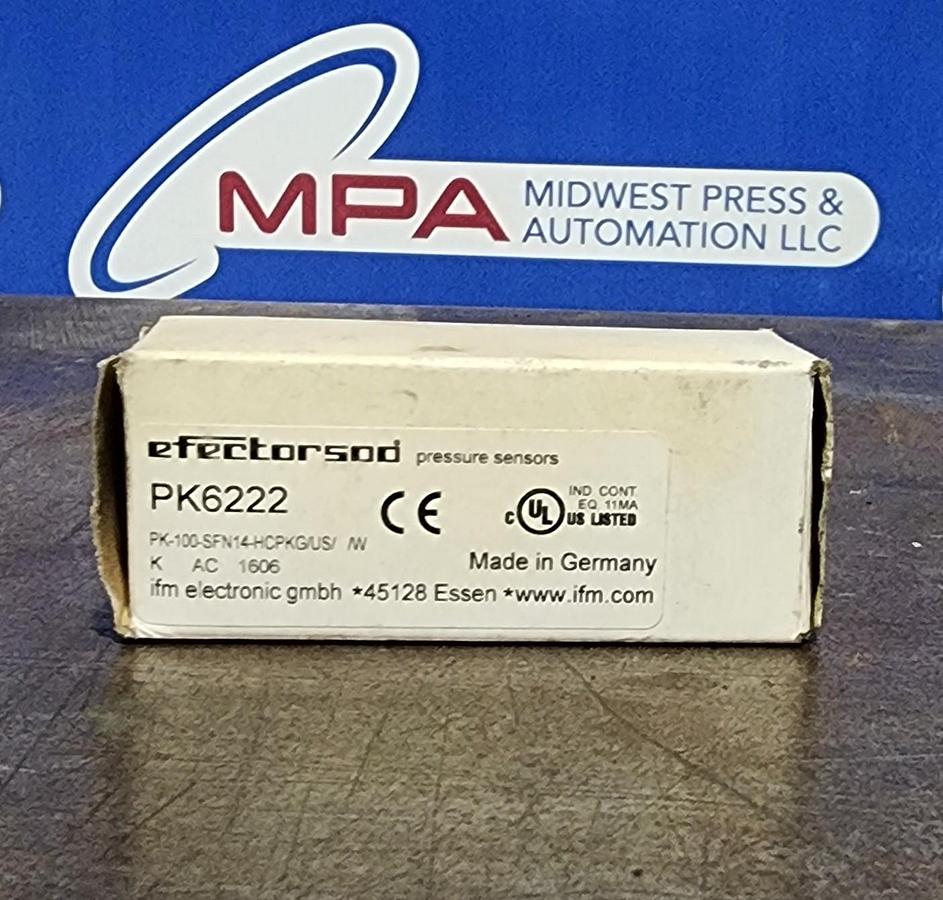 MPA MIDWEST PRESS &
AUTOMATION LLC
efector500 pressure sensors
PK6222
CE
c UL US LISTED
IND CONT
EQ 11MA
PK-100-SFN14-HCPKG/US/ /W
K AC 1606
Made in Germany
ifm electronic gmbh *45128 Essen *www.ifm.com